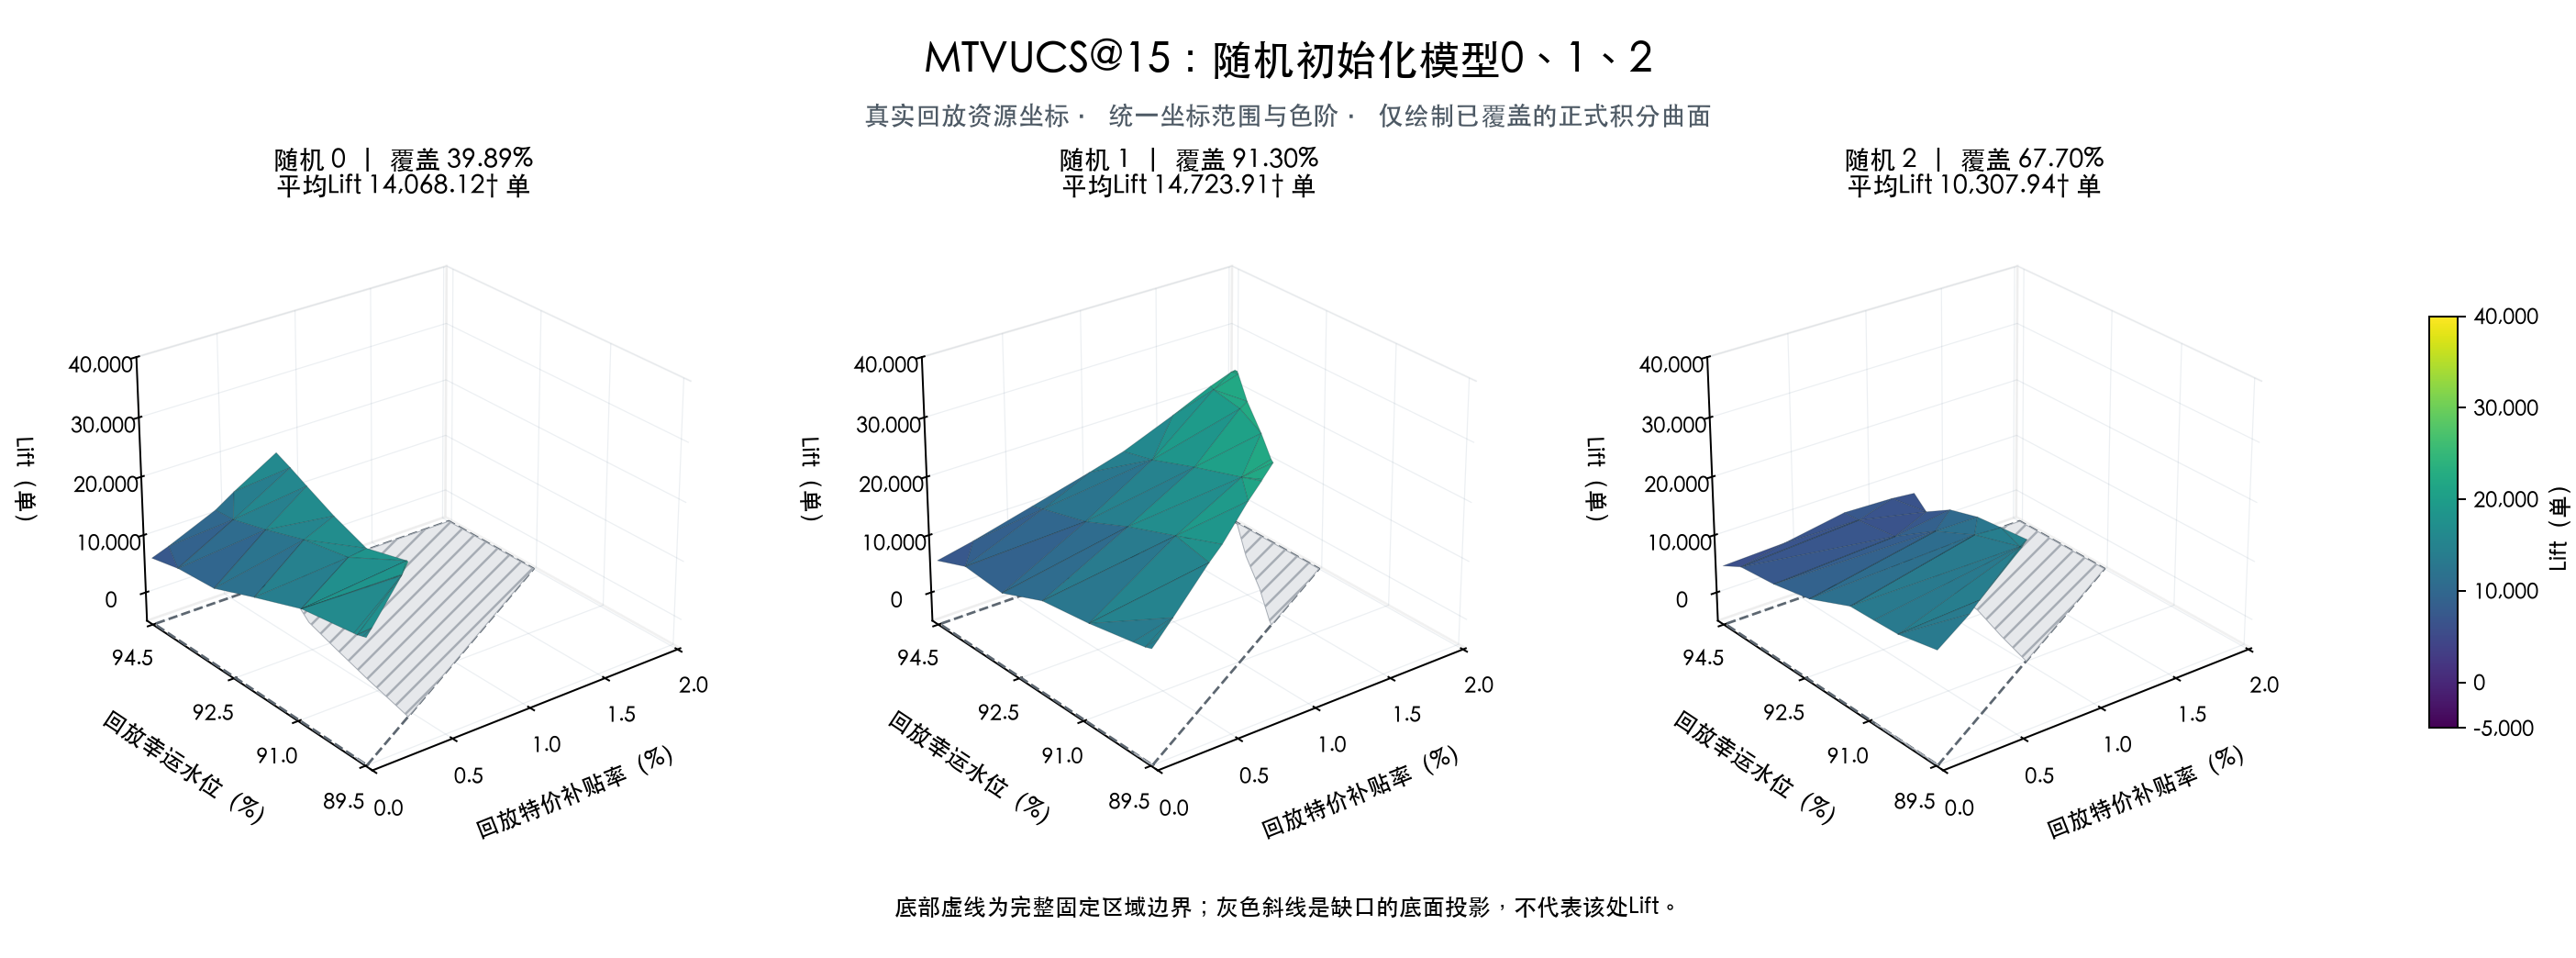 MTVUCS@15：随机初始化模型0、1、2
真实回放资源坐标 · 统一坐标范围与色阶 · 仅绘制已覆盖的正式积分曲面
随机 0 | 覆盖 39.89%
平均Lift 14,068.12† 单
40,000
30,000
20,000
10,000
0
Lift（单）
94.5
92.5
91.0
89.5
回放幸运水位（%）
0.0
0.5
1.0
1.5
2.0
回放特价补贴率（%）
随机 1 | 覆盖 91.30%
平均Lift 14,723.91† 单
40,000
30,000
20,000
10,000
0
Lift（单）
94.5
92.5
91.0
89.5
回放幸运水位（%）
0.0
0.5
1.0
1.5
2.0
回放特价补贴率（%）
随机 2 | 覆盖 67.70%
平均Lift 10,307.94† 单
40,000
30,000
20,000
10,000
0
Lift（单）
94.5
92.5
91.0
89.5
回放幸运水位（%）
0.0
0.5
1.0
1.5
2.0
回放特价补贴率（%）
40,000
30,000
20,000
10,000
0
-5,000
Lift（单）
底部虚线为完整固定区域边界；灰色斜线是缺口的底面投影，不代表该处Lift。